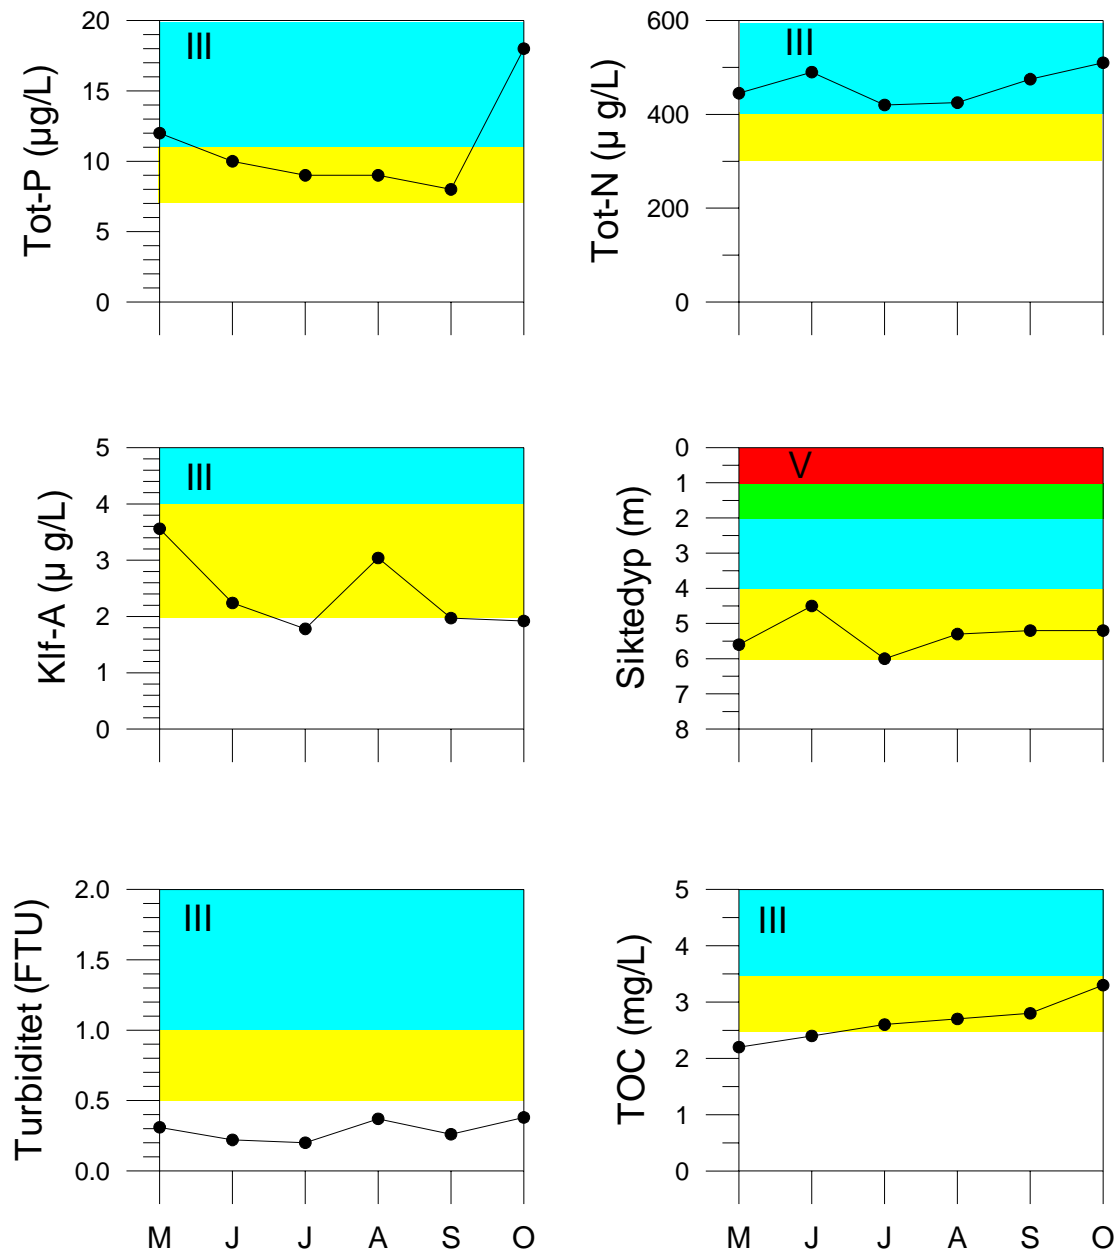 Tot-P (µg/L)
20
15
10
5
0
III
Tot-N (µ g/L)
600
400
200
0
III
Klf-A (µ g/L)
5
4
3
2
1
0
III
Siktedyp (m)
0
1
2
3
4
5
6
7
8
V
Turbiditet (FTU)
2.0
1.5
1.0
0.5
0.0
III
M J J A S O
TOC (mg/L)
5
4
3
2
1
0
III
M J J A S O